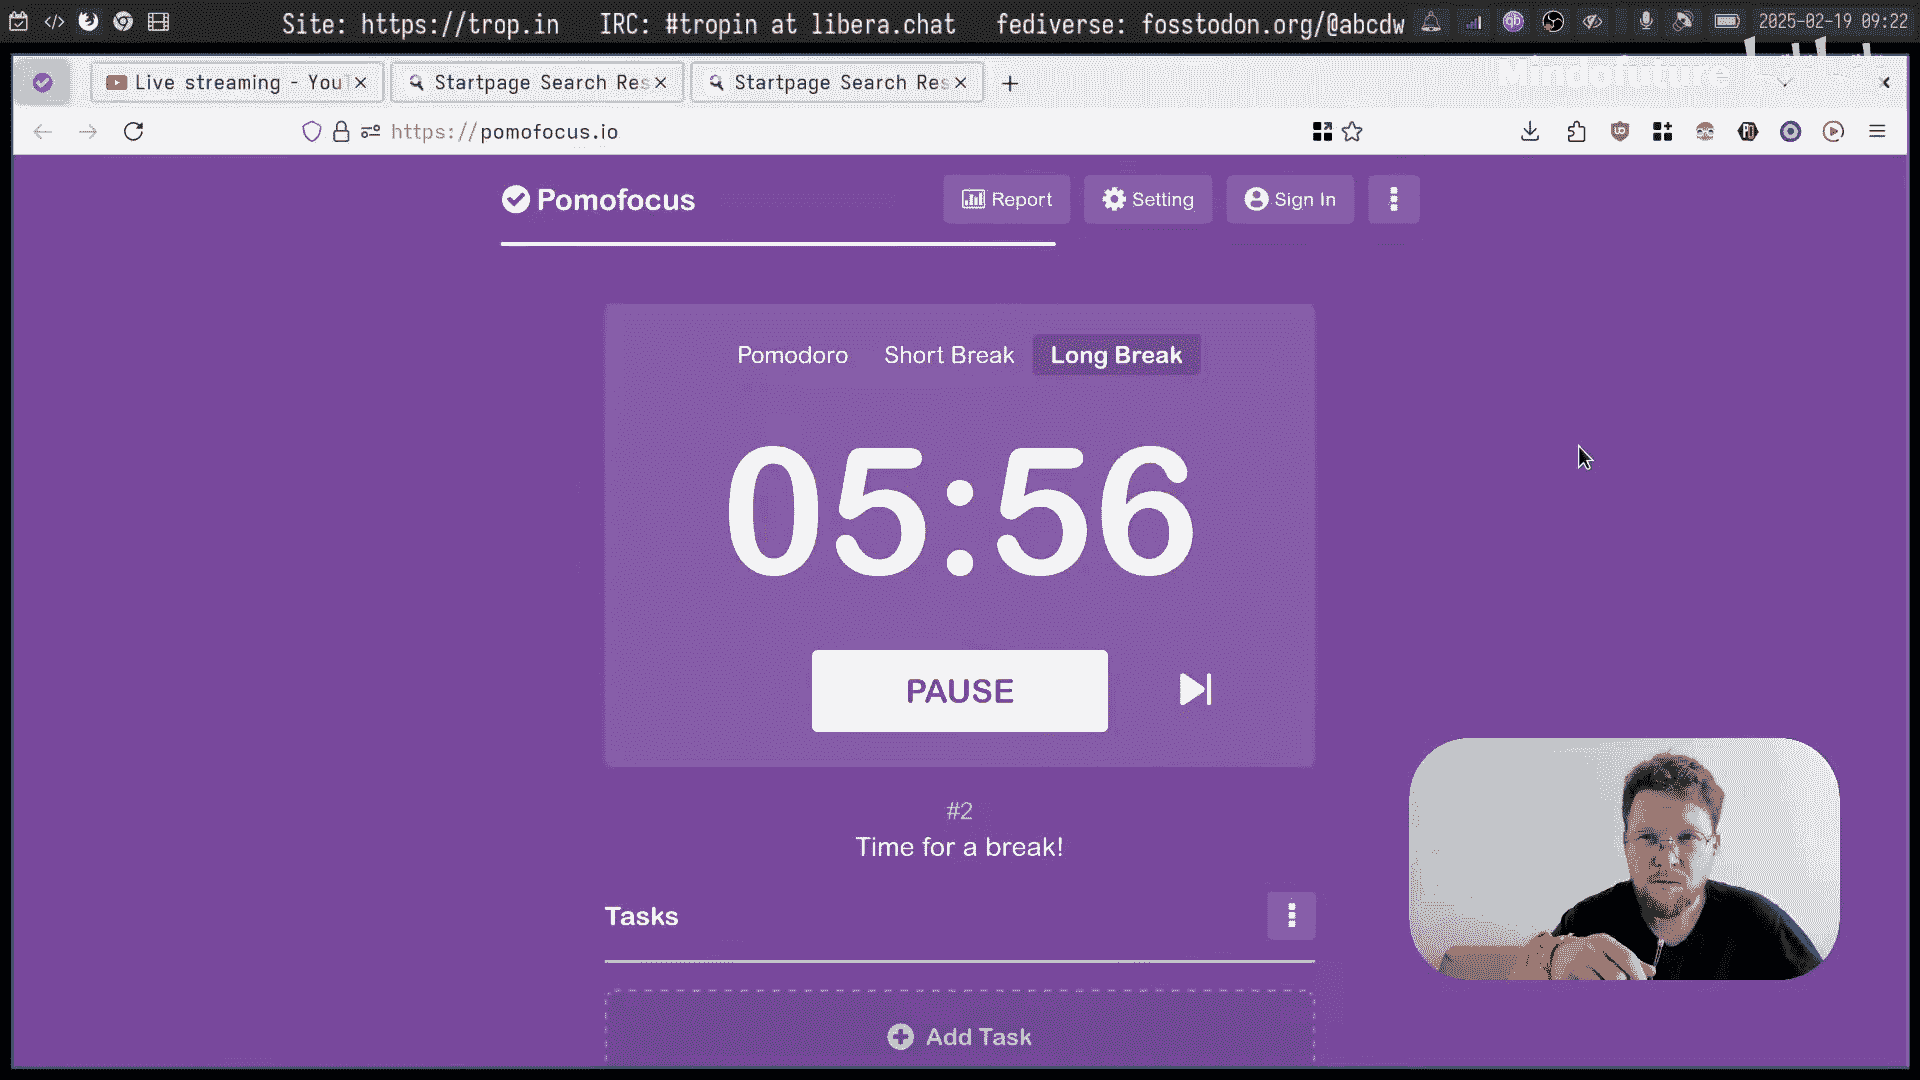 Site: https://trop.in   IRC: #tropin at libera.chat   fediverse: fosstodon.org/@abcdw
2025-02-19 09:22
Mindofuture
Live streaming - You
Startpage Search Res
Startpage Search Res
https://pomofocus.io
Pomofocus
Report
Setting
Sign In
Pomodoro
Short Break
Long Break
05:56
PAUSE
#2
Time for a break!
Tasks
Add Task